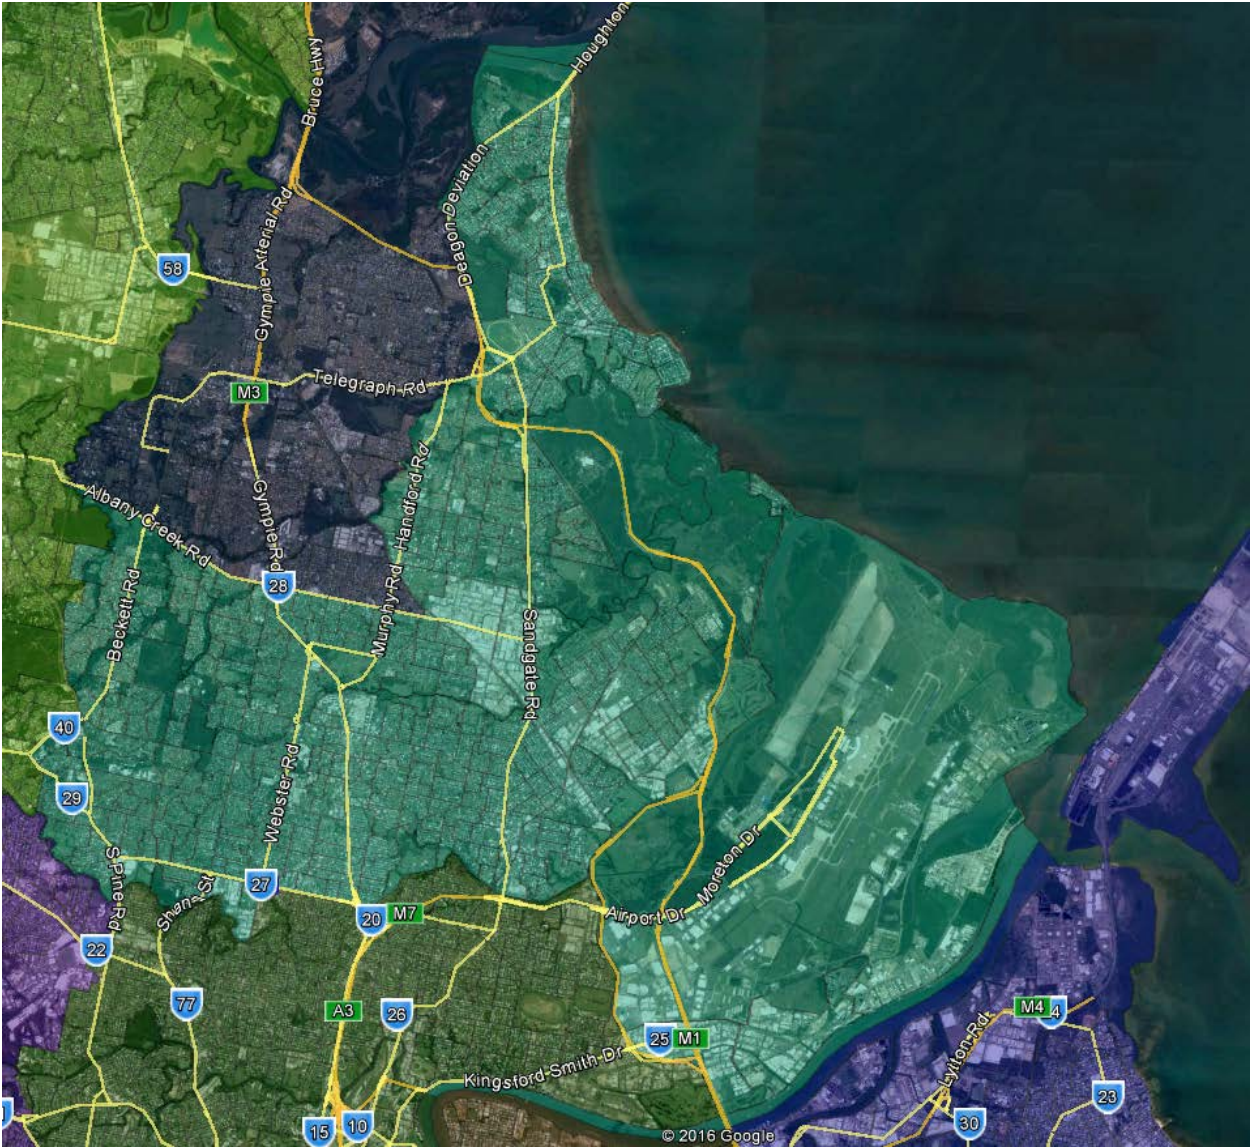 Houghton
Bruce Hwy
Deagon Deviation
Gympie Arterial Rd
58
Telegraph Rd
M3
Handford Rd
Albany Creek Rd
Gympie Rd
28
Murphy Rd
Beckett Rd
Sandgate Rd
40
29
Webster Rd
Moreton Dr
S Pine Rd
27
20
M7
Airport Dr
22
77
A3
26
25
M1
M4
4
Lytton Rd
Kingsford Smith Dr
23
15
10
30
© 2016 Google